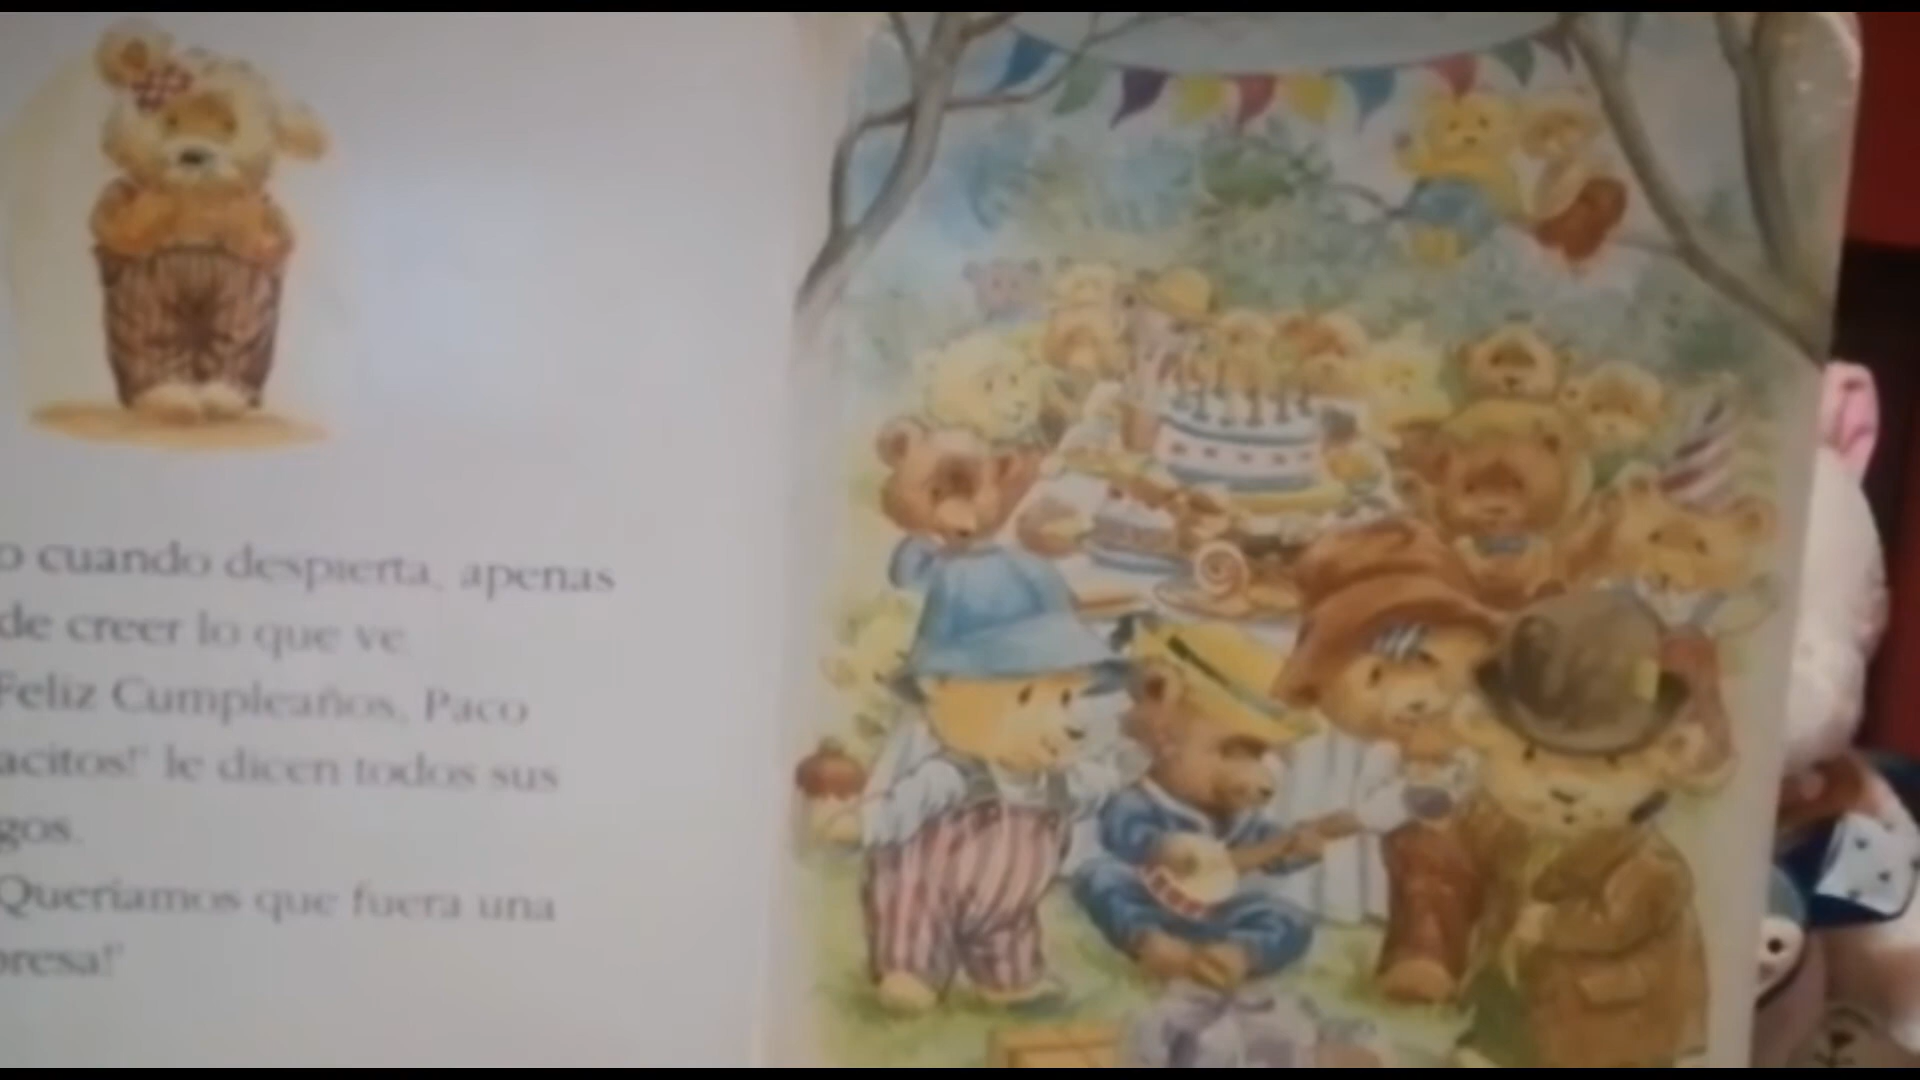 o cuando despierta, apenas
de creer lo que ve.
Feliz Cumpleaños, Paco
acitos!" le dicen todos sus
gos.
Queríamos que fuera una
presa!"